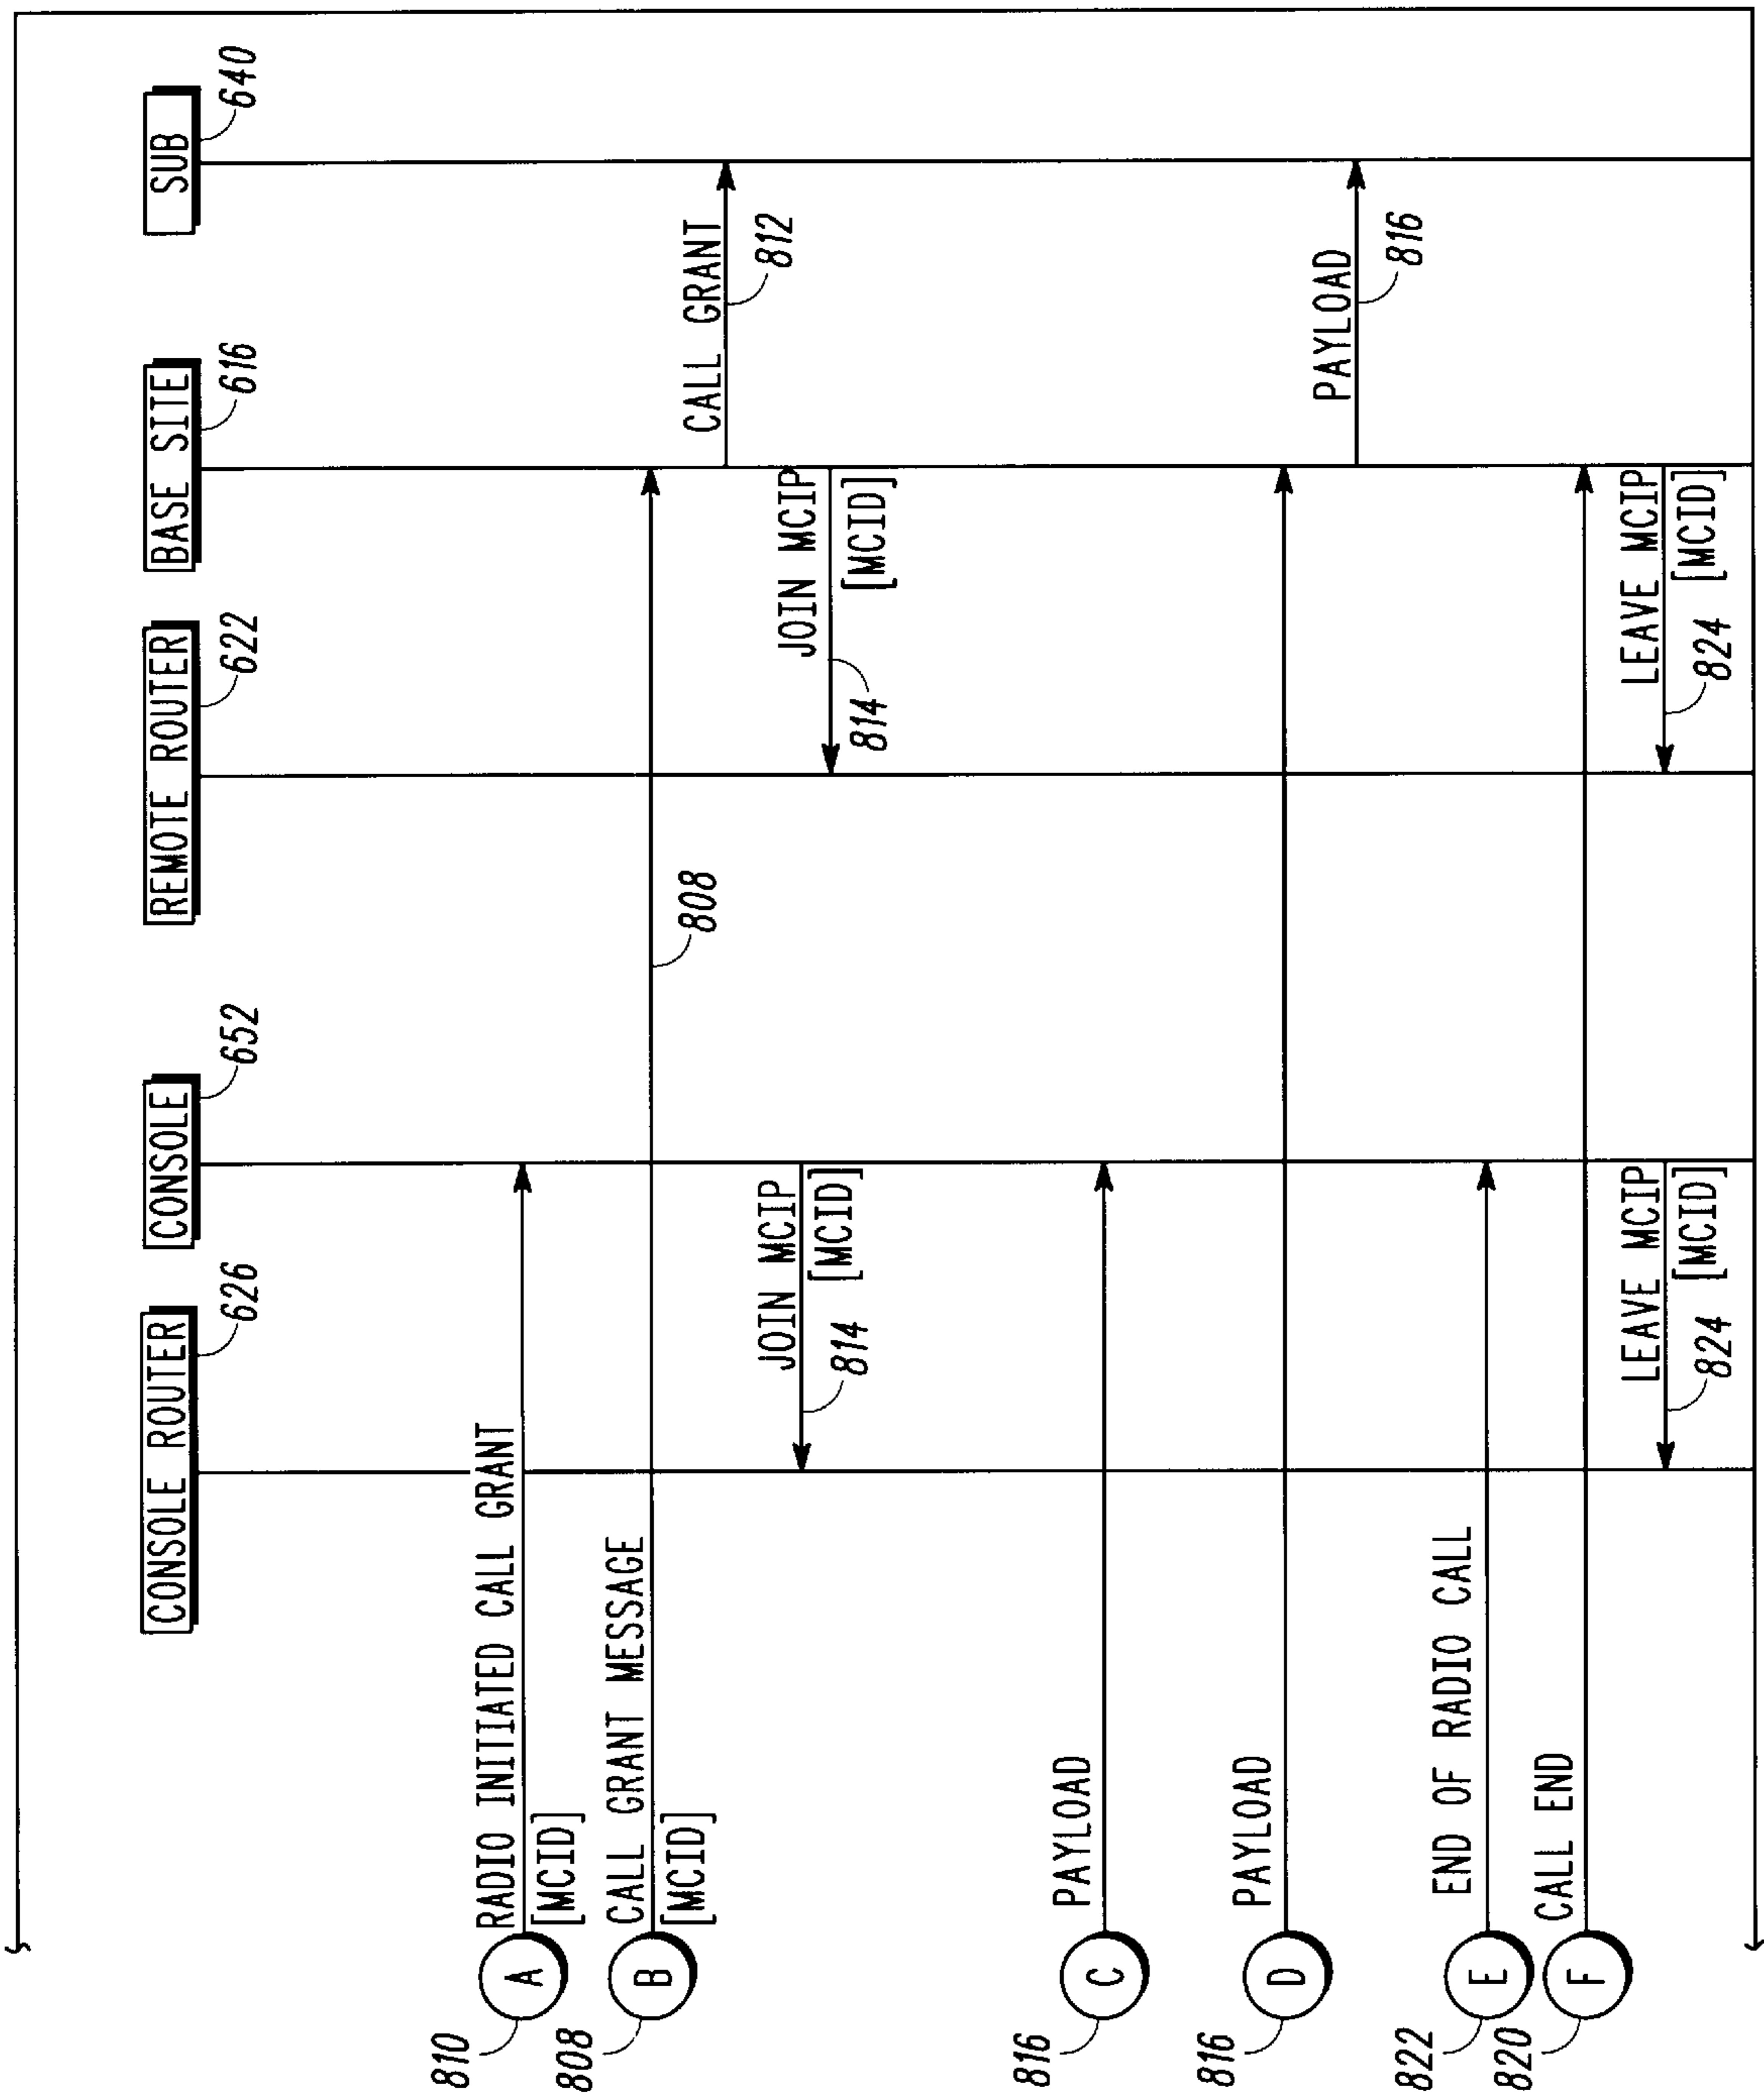 CONSOLE ROUTER
626
CONSOLE
652
REMOTE ROUTER
622
BASE SITE
616
SUB
640
810
A
RADIO INITIATED CALL GRANT
[MCID]
808
B
CALL GRANT MESSAGE
[MCID]
808
CALL GRANT
812
JOIN MCIP
[MCID]
814
JOIN MCIP
[MCID]
814
816
C
PAYLOAD
816
D
PAYLOAD
PAYLOAD
816
822
E
END OF RADIO CALL
820
F
CALL END
LEAVE MCIP
[MCID]
824
LEAVE MCIP
[MCID]
824